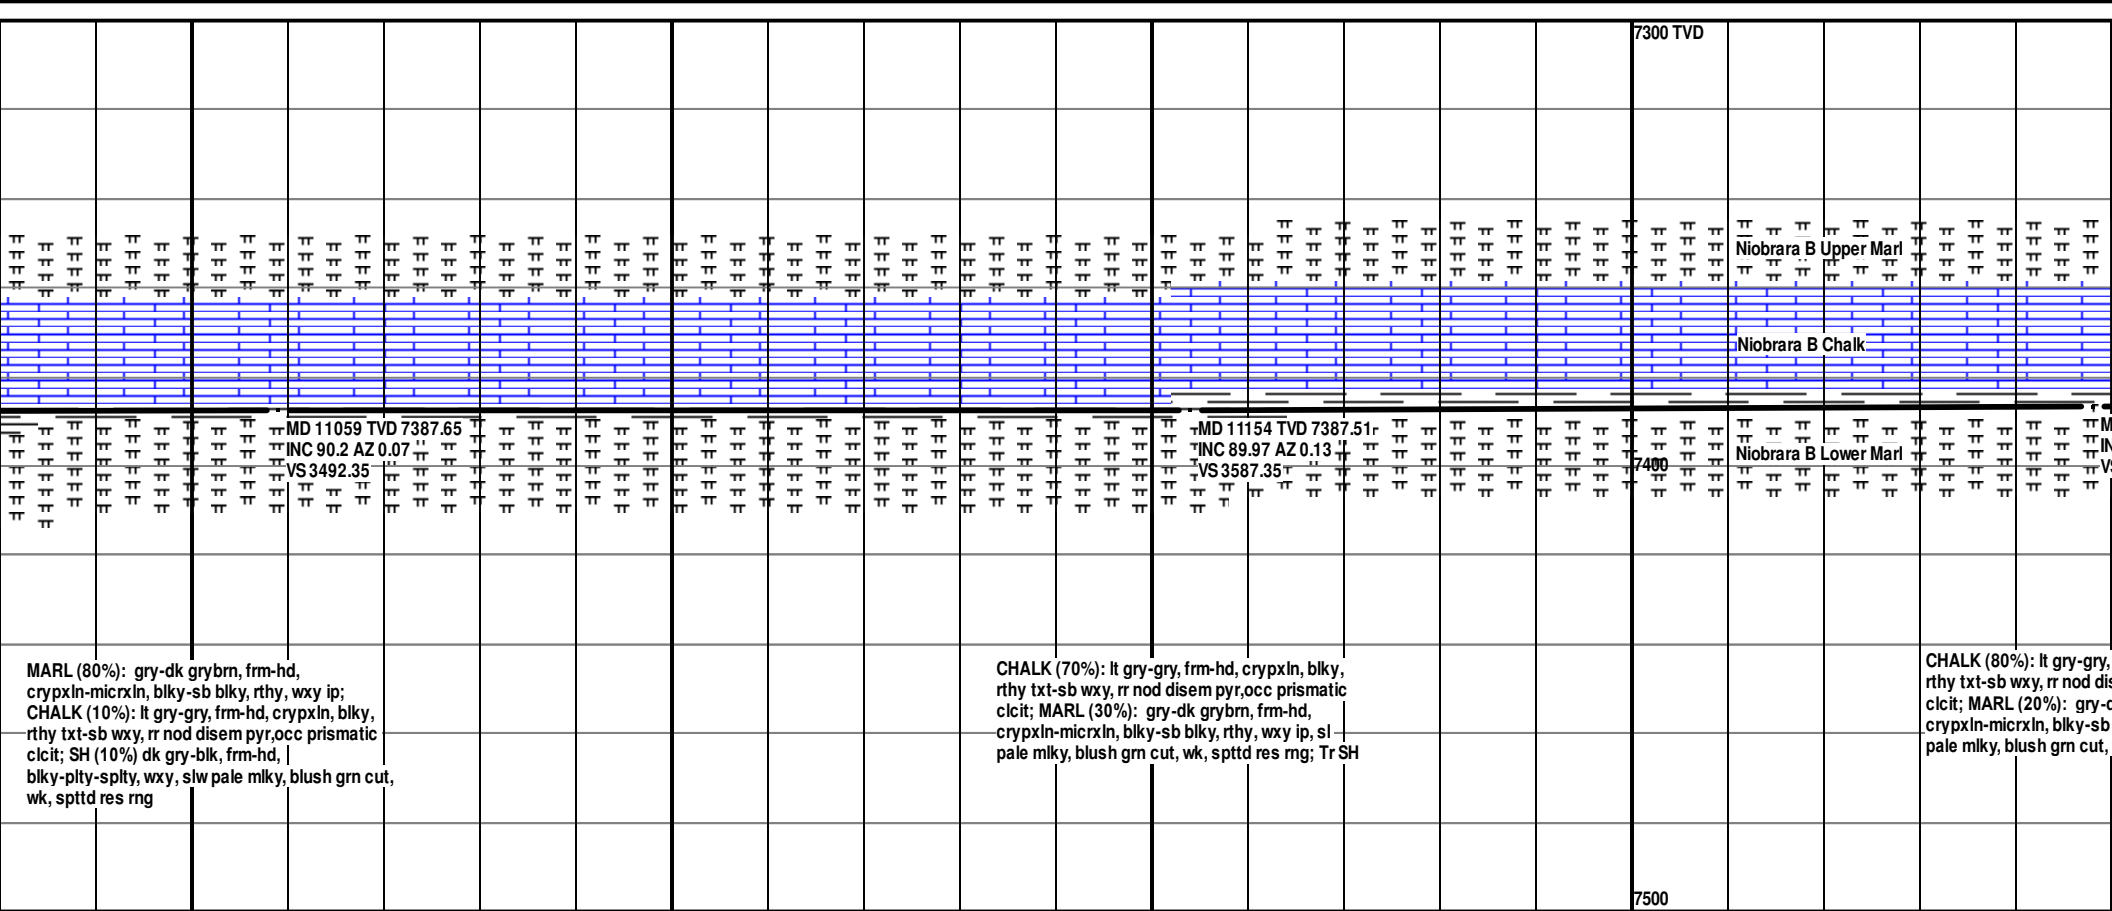 7300 TVD
Niobrara B Upper Marl
Niobrara B Chalk
MD 11059 TVD 7387.65
INC 90.2 AZ 0.07
VS 3492.35
MD 11154 TVD 7387.51
INC 89.97 AZ 0.13
VS 3587.35
Niobrara B Lower Marl
7400
MARL (80%): gry-dk grybrn, frm-hd,
crypxln-micrxln, blky-sb blky, rthy, wxy ip;
CHALK (10%): lt gry-gry, frm-hd, crypxln, blky,
rthy txt-sb wxy, rr nod disem pyr,occ prismatic
clcit; SH (10%) dk gry-blk, frm-hd,
blky-plty-splty, wxy, slw pale mlky, blush grn cut,
wk, spttd res rng
CHALK (70%): lt gry-gry, frm-hd, crypxln, blky,
rthy txt-sb wxy, rr nod disem pyr,occ prismatic
clcit; MARL (30%): gry-dk grybrn, frm-hd,
crypxln-micrxln, blky-sb blky, rthy, wxy ip, sl
pale mlky, blush grn cut, wk, spttd res rng; Tr SH
CHALK (80%): lt gry-gry,
rthy txt-sb wxy, rr nod dis
clcit; MARL (20%): gry-d
crypxln-micrxln, blky-sb
pale mlky, blush grn cut,
7500